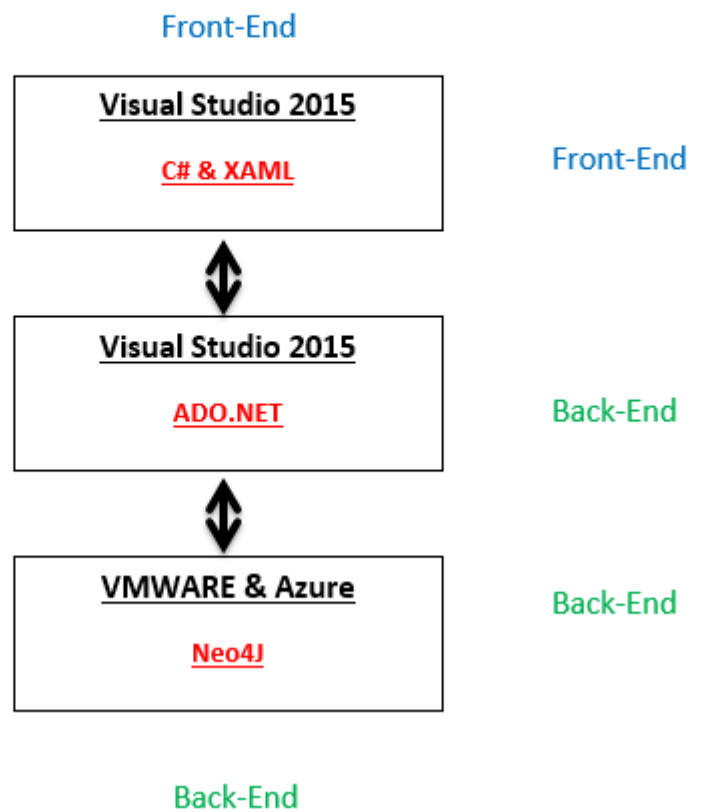 Front-End
Visual Studio 2015
C# & XAML
Front-End
Visual Studio 2015
ADO.NET
Back-End
VMWARE & Azure
Neo4J
Back-End
Back-End